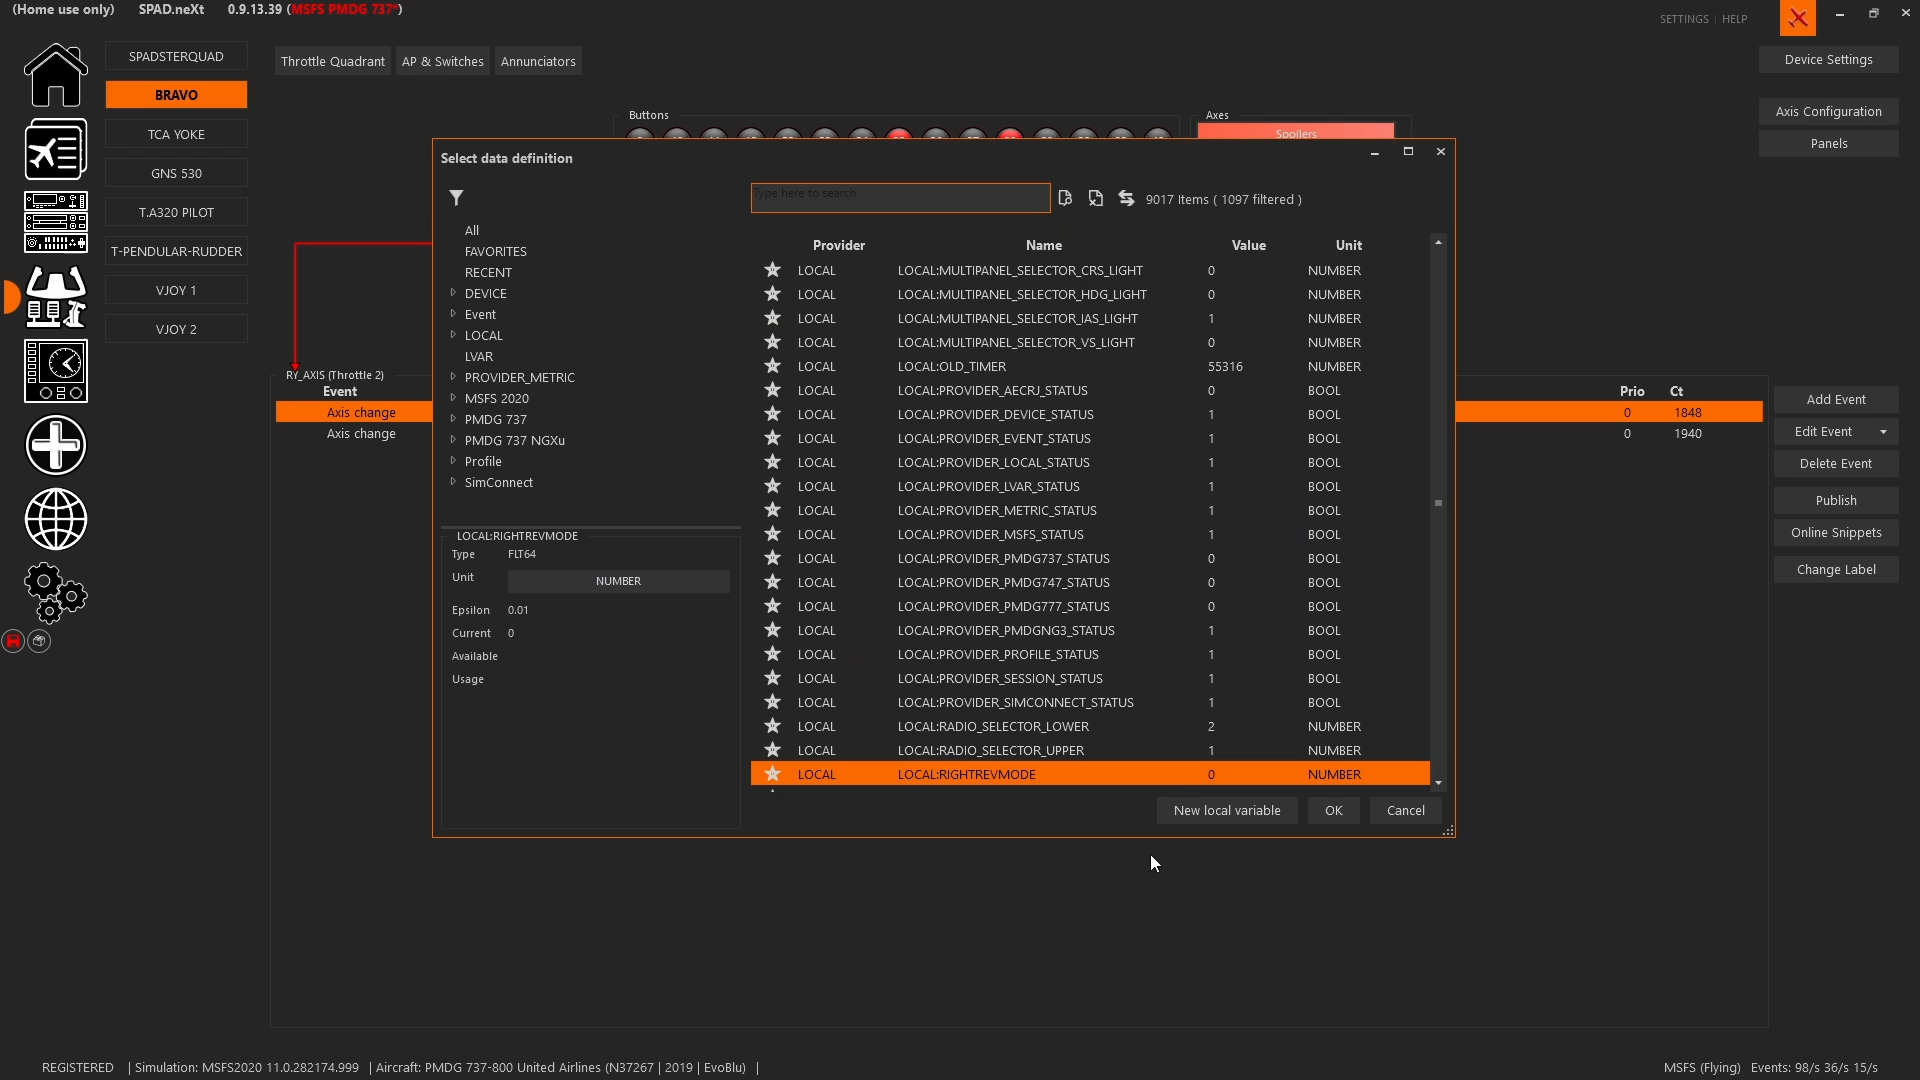 (Home use only) SPAD.neXt 0.9.13.39 (MSFS PMDG 737*)
SETTINGS | HELP
SPADSTERQUAD
BRAVO
TCA YOKE
GNS 530
T.A320 PILOT
T-PENDULAR-RUDDER
VJOY 1
VJOY 2
Throttle Quadrant
AP & Switches
Annunciators
Device Settings
Axis Configuration
Panels
Buttons
Axes
Spoilers
Select data definition
Type here to search
9017 Items ( 1097 filtered )
All
FAVORITES
RECENT
DEVICE
Event
LOCAL
LVAR
PROVIDER_METRIC
MSFS 2020
PMDG 737
PMDG 737 NGXu
Profile
SimConnect
LOCAL:RIGHTREVMODE
Type FLT64
Unit NUMBER
Epsilon 0.01
Current 0
Available
Usage
Provider Name Value Unit
LOCAL LOCAL:MULTIPANEL_SELECTOR_CRS_LIGHT 0 NUMBER
LOCAL LOCAL:MULTIPANEL_SELECTOR_HDG_LIGHT 0 NUMBER
LOCAL LOCAL:MULTIPANEL_SELECTOR_IAS_LIGHT 1 NUMBER
LOCAL LOCAL:MULTIPANEL_SELECTOR_VS_LIGHT 0 NUMBER
LOCAL LOCAL:OLD_TIMER 55316 NUMBER
LOCAL LOCAL:PROVIDER_AECRJ_STATUS 0 BOOL
LOCAL LOCAL:PROVIDER_DEVICE_STATUS 1 BOOL
LOCAL LOCAL:PROVIDER_EVENT_STATUS 1 BOOL
LOCAL LOCAL:PROVIDER_LOCAL_STATUS 1 BOOL
LOCAL LOCAL:PROVIDER_LVAR_STATUS 1 BOOL
LOCAL LOCAL:PROVIDER_METRIC_STATUS 1 BOOL
LOCAL LOCAL:PROVIDER_MSFS_STATUS 1 BOOL
LOCAL LOCAL:PROVIDER_PMDG737_STATUS 0 BOOL
LOCAL LOCAL:PROVIDER_PMDG747_STATUS 0 BOOL
LOCAL LOCAL:PROVIDER_PMDG777_STATUS 0 BOOL
LOCAL LOCAL:PROVIDER_PMDGNG3_STATUS 1 BOOL
LOCAL LOCAL:PROVIDER_PROFILE_STATUS 1 BOOL
LOCAL LOCAL:PROVIDER_SESSION_STATUS 1 BOOL
LOCAL LOCAL:PROVIDER_SIMCONNECT_STATUS 1 BOOL
LOCAL LOCAL:RADIO_SELECTOR_LOWER 2 NUMBER
LOCAL LOCAL:RADIO_SELECTOR_UPPER 1 NUMBER
LOCAL LOCAL:RIGHTREVMODE 0 NUMBER
New local variable
OK
Cancel
RY_AXIS (Throttle 2)
Event Prio Ct
Axis change 0 1848
Axis change 0 1940
Add Event
Edit Event
Delete Event
Publish
Online Snippets
Change Label
REGISTERED | Simulation: MSFS2020 11.0.282174.999 | Aircraft: PMDG 737-800 United Airlines (N37267 | 2019 | EvoBlu) |
MSFS (Flying) Events: 98/s 36/s 15/s